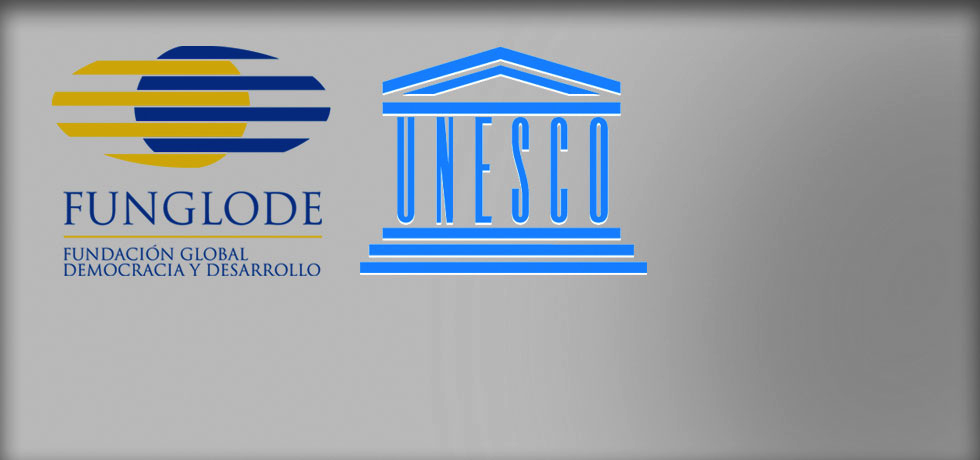 FUNGLODE
FUNDACIÓN GLOBAL
DEMOCRACIA Y DESARROLLO
UNESCO